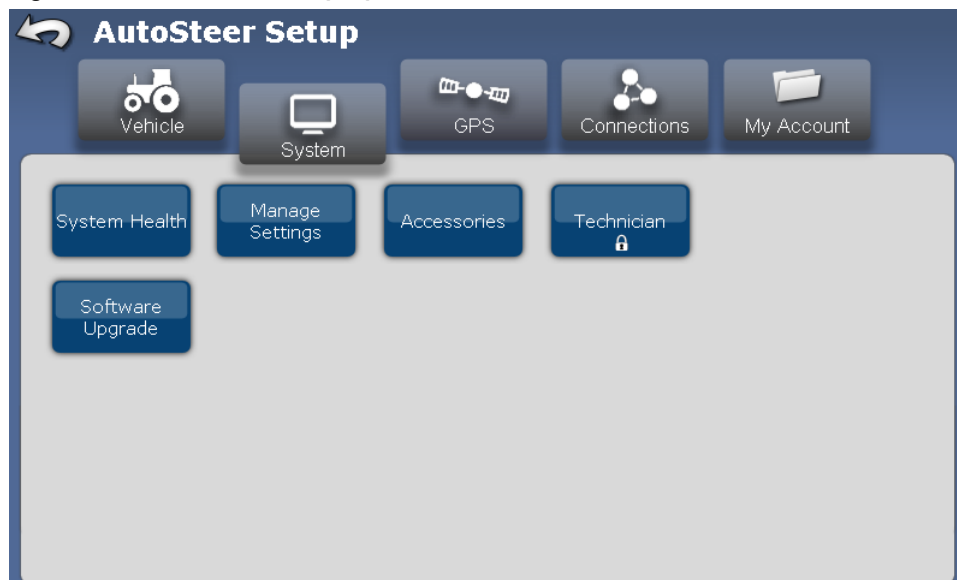 AutoSteer Setup
Vehicle
System
GPS
Connections
My Account
System Health
Manage
Settings
Accessories
Technician
Software
Upgrade